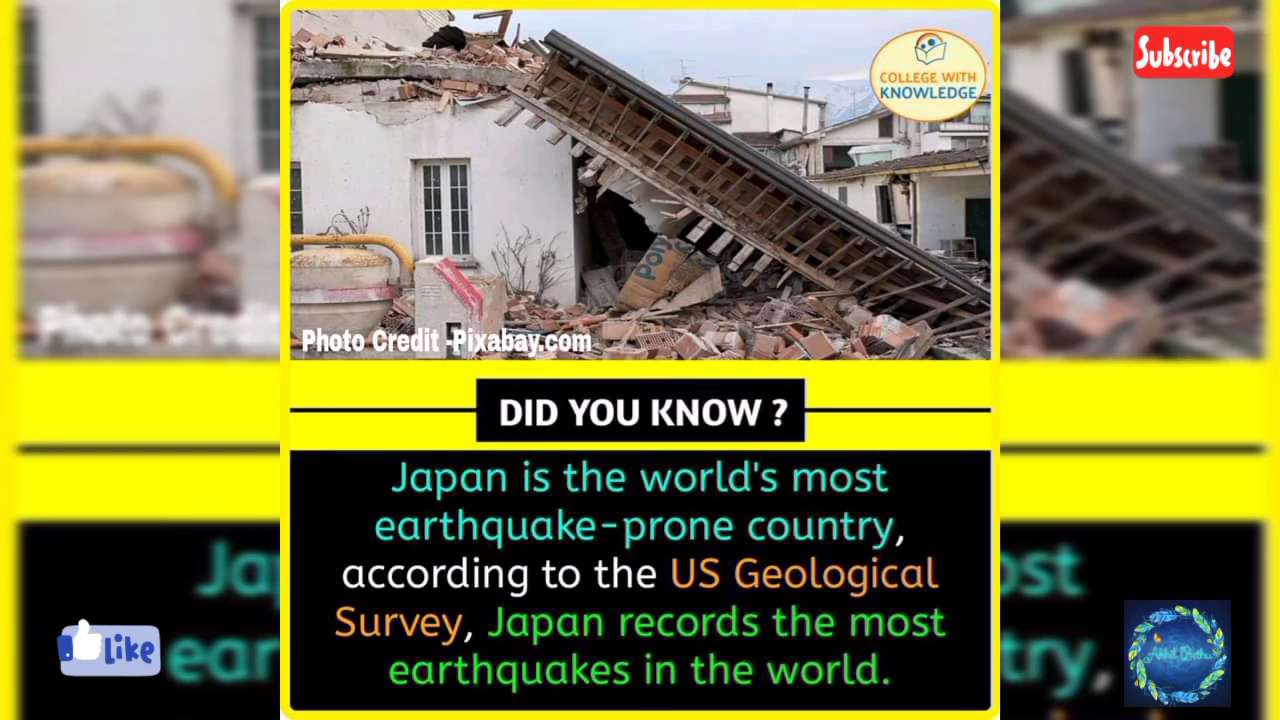 Subscribe
COLLEGE WITH
KNOWLEDGE
Photo Credit -Pixabay.com
DID YOU KNOW ?
Japan is the world's most
earthquake-prone country,
according to the US Geological
Survey, Japan records the most
earthquakes in the world.
like